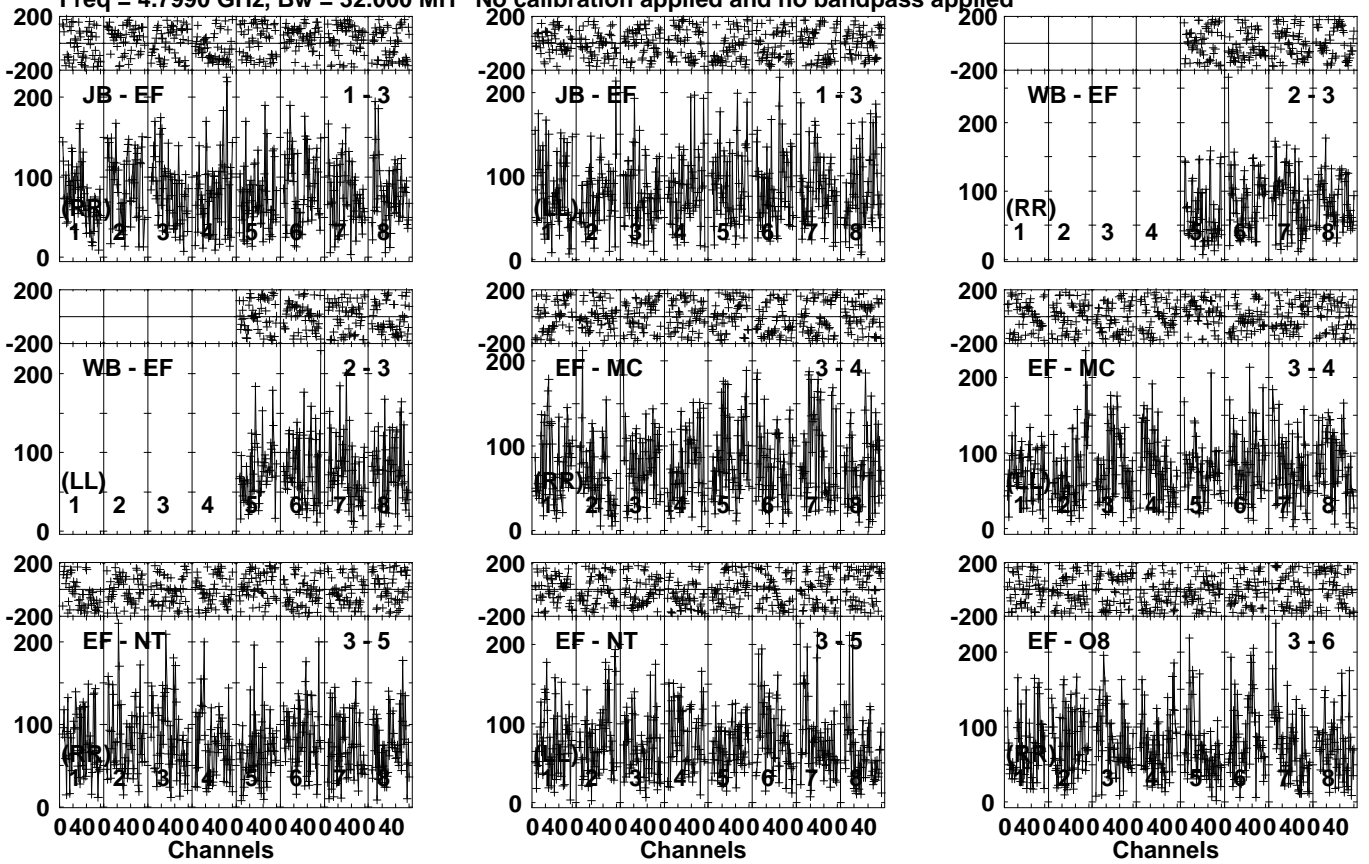 Freq = 4.7990 GHz, Bw = 32.000 MH No calibration applied and no bandpass applied
200 200 200
-200 -200 -200
200 JB - EF 1 - 3 200 JB - EF 1 - 3 200 WB - EF 2 - 3
100 100 100
(RR) (LL) (RR)
1 2 3 4 5 6 7 8 1 2 3 4 5 6 7 8 1 2 3 4 5 6 7 8
0 0 0
200 200 200
-200 -200 -200
200 WB - EF 2 - 3 200 EF - MC 3 - 4 200 EF - MC 3 - 4
100 100 100
(LL) (RR) (LL)
1 2 3 4 5 6 7 8 1 2 3 4 5 6 7 8 1 2 3 4 5 6 7 8
0 0 0
200 200 200
-200 -200 -200
200 EF - NT 3 - 5 200 EF - NT 3 - 5 200 EF - O8 3 - 6
100 100 100
(RR) (LL) (RR)
1 2 3 4 5 6 7 8 1 2 3 4 5 6 7 8 1 2 3 4 5 6 7 8
0 0 0
0 40 0 40 0 40 0 40 0 40 0 40 0 40 0 40 0 40 0 40 0 40 0 40 0 40 0 40 0 40 0 40 0 40 0 40 0 40 0 40 0 40 0 40 0 40 0 40
Channels Channels Channels